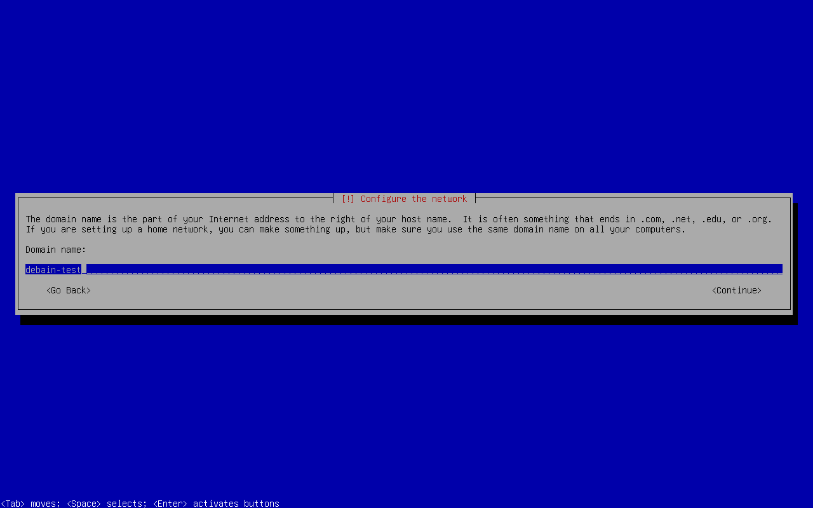 [!] Configure the network
The domain name is the part of your Internet address to the right of your host name.  It is often something that ends in .com, .net, .edu, or .org.
If you are setting up a home network, you can make something up, but make sure you use the same domain name on all your computers.
Domain name:
debain-test
<Go Back> <Continue>
<Tab> moves; <Space> selects; <Enter> activates buttons